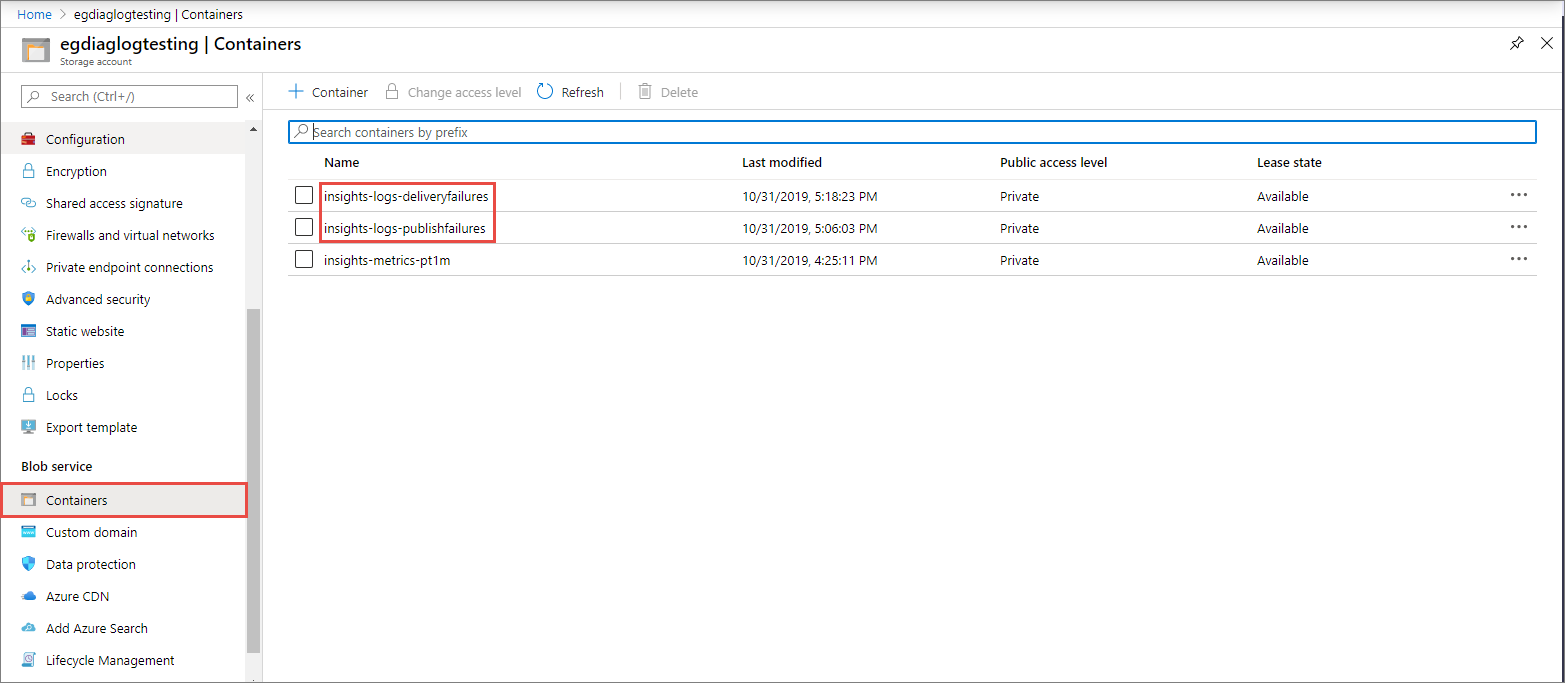 Home > egdiaglogtesting | Containers
egdiaglogtesting | Containers
Storage account
Search (Ctrl+/)
«
Configuration
Encryption
Shared access signature
Firewalls and virtual networks
Private endpoint connections
Advanced security
Static website
Properties
Locks
Export template
Blob service
Containers
Custom domain
Data protection
Azure CDN
Add Azure Search
Lifecycle Management
+ Container Change access level Refresh Delete
Search containers by prefix
Name Last modified Public access level Lease state
insights-logs-deliveryfailures 10/31/2019, 5:18:23 PM Private Available ...
insights-logs-publishfailures 10/31/2019, 5:06:03 PM Private Available ...
insights-metrics-pt1m 10/31/2019, 4:25:11 PM Private Available ...